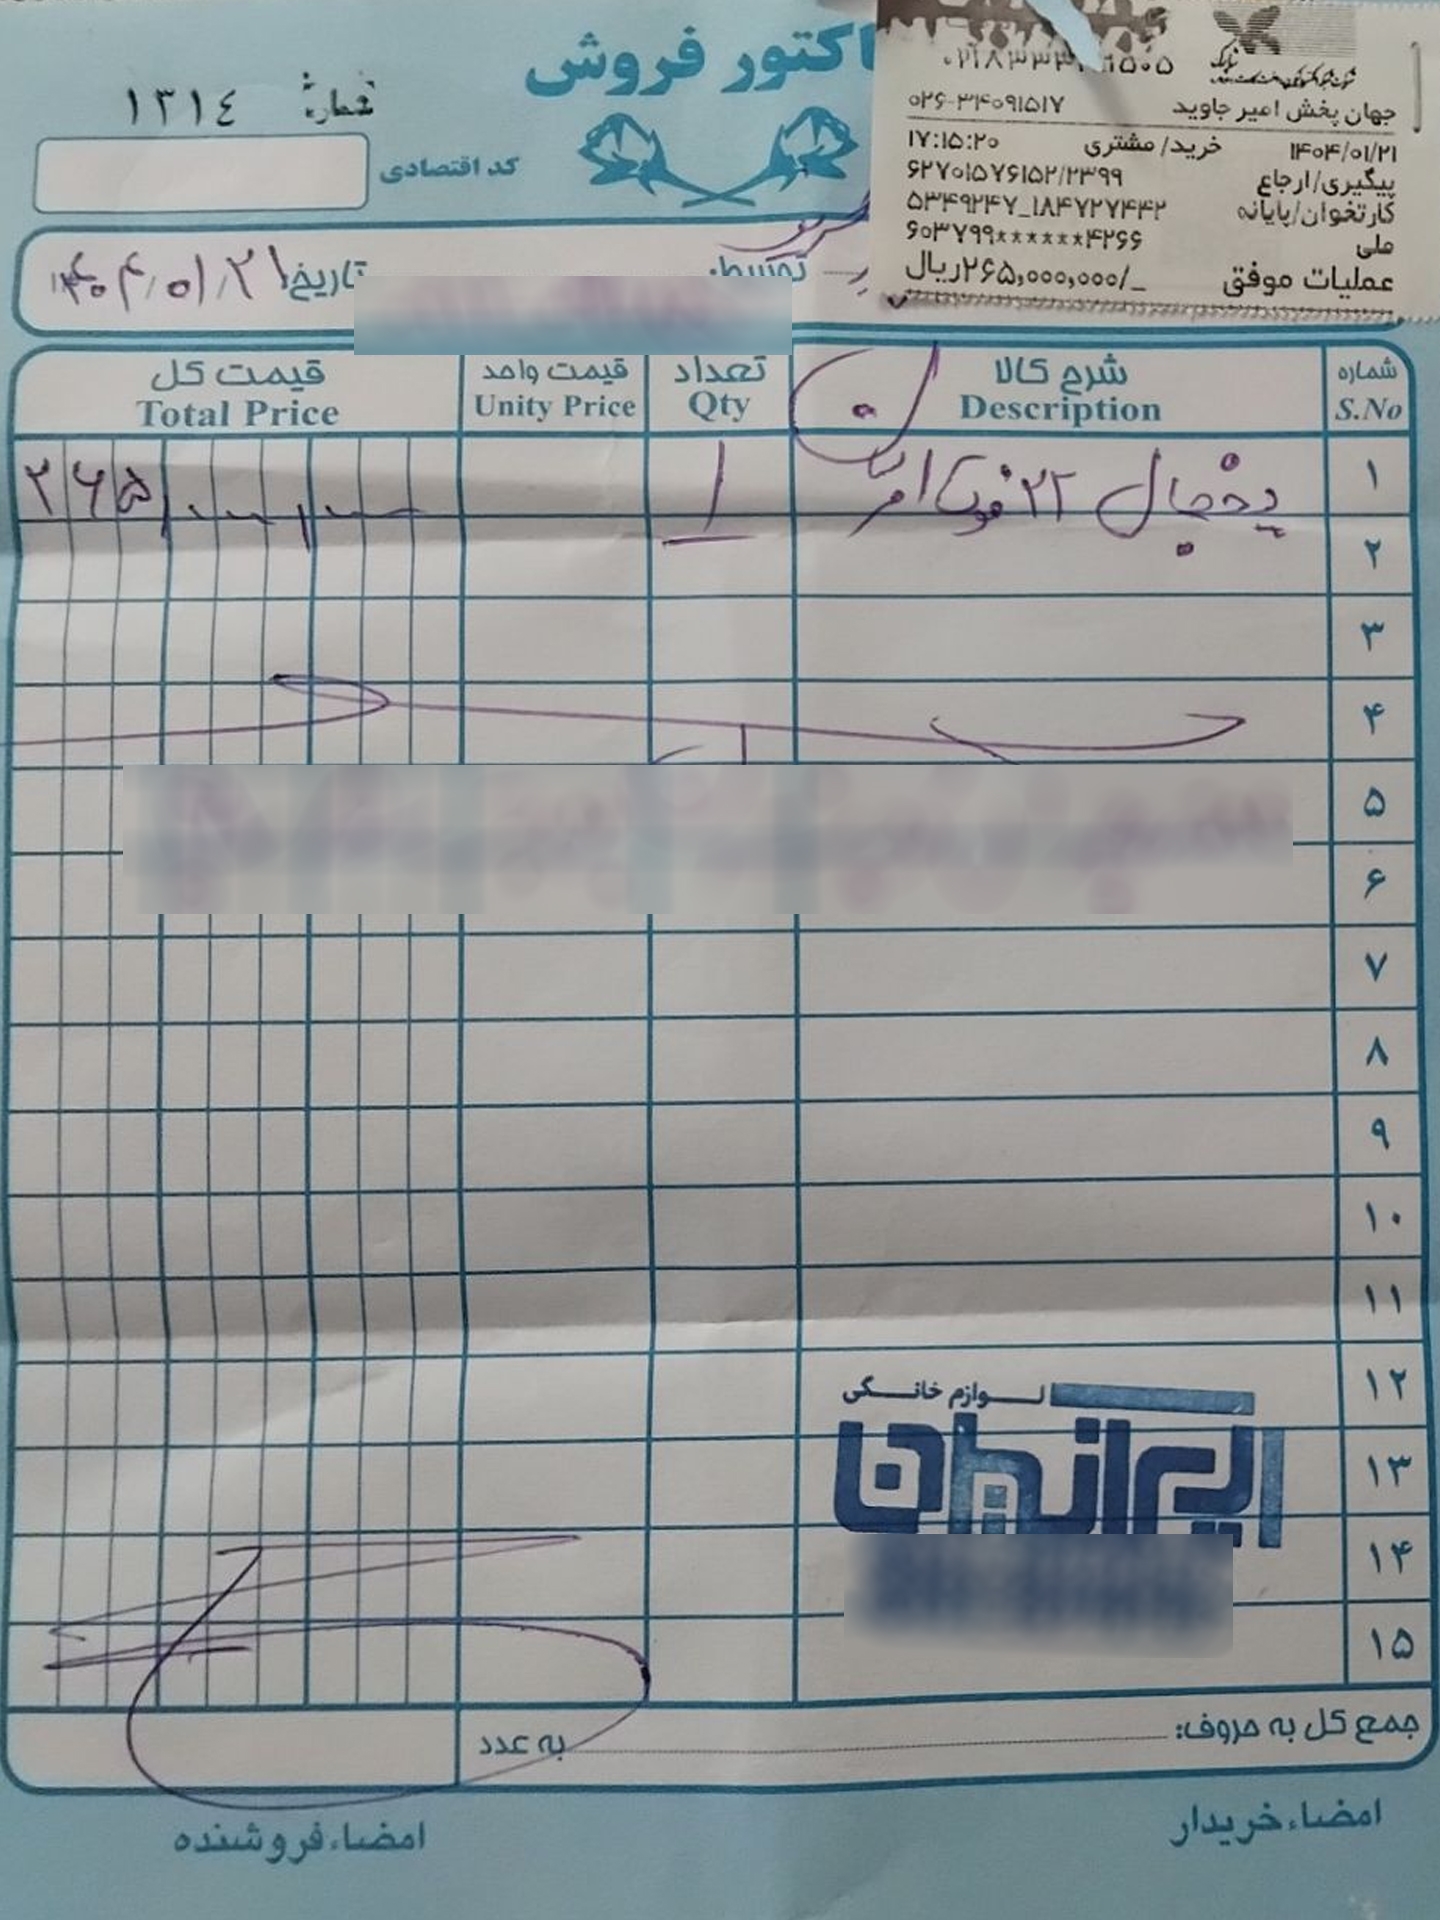 فاکتور فروش
شماره: ۱۳۱٤
کد اقتصادی
۰۲۱۸۳۳۳
جهان پخش امیر جاوید ۰۲۶-۳۴۰۹۱۵۱۷
۱۴۰۴/۰۱/۲۱ خرید/مشتری ۱۷:۱۵:۲۰
پیگیری/ارجاع ۶۲۷۰۱۵۷۶۱۵۲/۲۳۹۹
کارتخوان/پایانه ۵۳۴۹۲۴۷_۱۸۴۷۲۷۴۴۲
ملی ۶۰۳۷۹۹******۴۲۶۶
عملیات موفق ۲۶۵,۰۰۰,۰۰۰/_ریال
توسط:
تاریخ ۱۴۰۴/۰۱/۲۱
شماره شرح کالا تعداد قیمت واحد قیمت کل
S.No Description Qty Unity Price Total Price
۱ یخچال ۲۲ فوت امرسان ۱ ۲۶۵/۰۰۰/۰۰۰
۲
۳
۴
۵
۶
۷
۸
۹
۱۰
۱۱
۱۲
۱۳
۱۴
۱۵
لوازم خانگی
جمع کل به حروف: به عدد
امضاء خریدار امضاء فروشنده